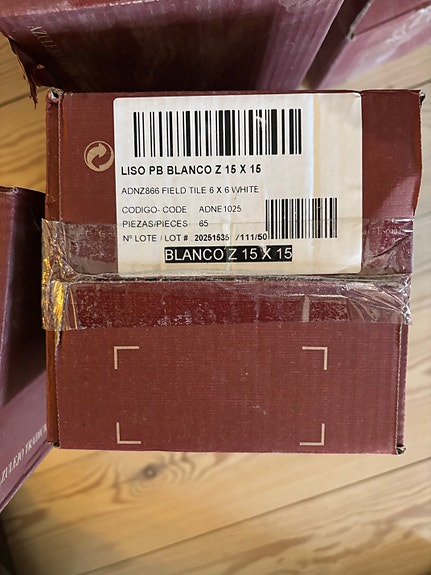 LISO PB BLANCO Z 15 X 15
ADNZ866 FIELD TILE 6 X 6 WHITE
CODIGO- CODE ADNE1025
PIEZAS/PIECES 65
Nº LOTE / LOT # 20251535 /111/50
BLANCO Z 15 X 15